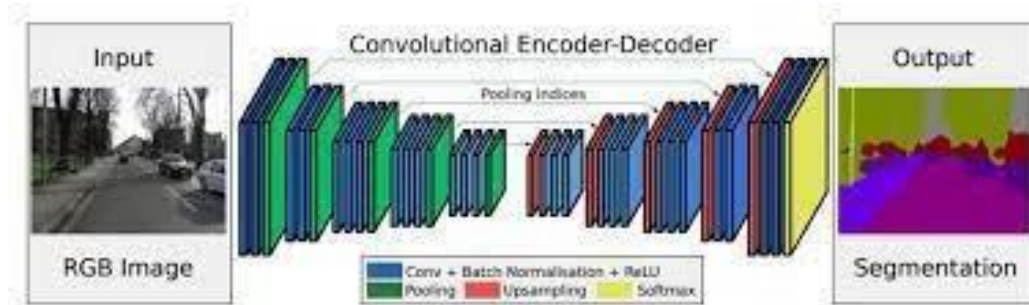 Input
RGB Image
Convolutional Encoder-Decoder
Pooling Indices
Conv + Batch Normalisation + ReLU
Pooling Upsampling Softmax
Output
Segmentation